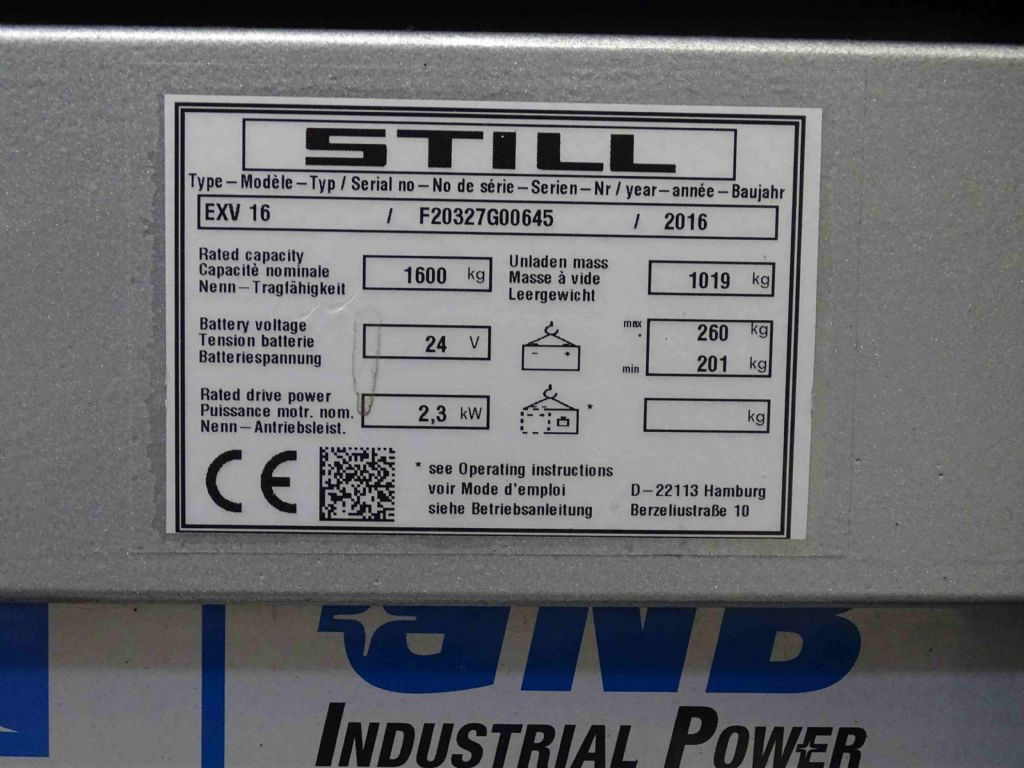 STILL
Type – Modèle – Typ / Serial no – No de série – Serien – Nr / year – année – Baujahr
EXV 16 / F20327G00645 / 2016
Rated capacity
Capacitè nominale
Nenn – Tragfähigkeit
1600 kg
Unladen mass
Masse à vide
Leergewicht
1019 kg
Battery voltage
Tension batterie
Batteriespannung
24 V
- +
max * 260 kg
min 201 kg
Rated drive power
Puissance motr. nom.
Nenn – Antriebsleist.
2,3 kW
*
kg
CE
* see Operating instructions
voir Mode d'emploi
siehe Betriebsanleitung
D – 22113 Hamburg
Berzeliustraße 10
GNB
INDUSTRIAL POWER